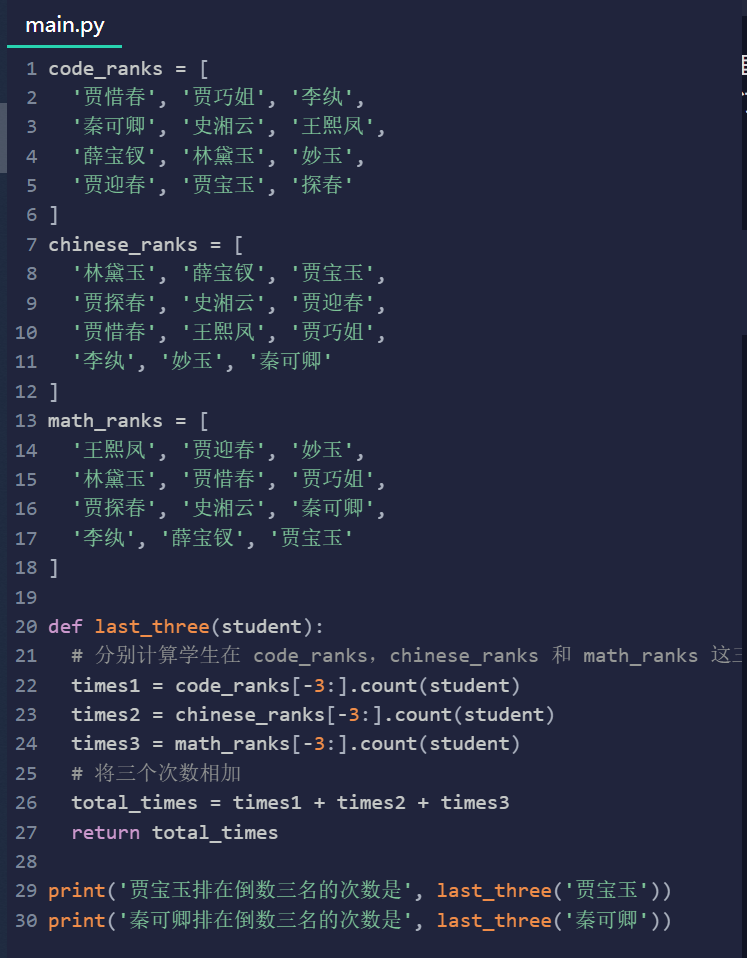 main.py
1 code_ranks = [
2   '贾惜春', '贾巧姐', '李纨',
3   '秦可卿', '史湘云', '王熙凤',
4   '薛宝钗', '林黛玉', '妙玉',
5   '贾迎春', '贾宝玉', '探春'
6 ]
7 chinese_ranks = [
8   '林黛玉', '薛宝钗', '贾宝玉',
9   '贾探春', '史湘云', '贾迎春',
10   '贾惜春', '王熙凤', '贾巧姐',
11   '李纨', '妙玉', '秦可卿'
12 ]
13 math_ranks = [
14   '王熙凤', '贾迎春', '妙玉',
15   '林黛玉', '贾惜春', '贾巧姐',
16   '贾探春', '史湘云', '秦可卿',
17   '李纨', '薛宝钗', '贾宝玉'
18 ]
19
20 def last_three(student):
21   # 分别计算学生在 code_ranks，chinese_ranks 和 math_ranks 这三
22   times1 = code_ranks[-3:].count(student)
23   times2 = chinese_ranks[-3:].count(student)
24   times3 = math_ranks[-3:].count(student)
25   # 将三个次数相加
26   total_times = times1 + times2 + times3
27   return total_times
28
29 print('贾宝玉排在倒数三名的次数是', last_three('贾宝玉'))
30 print('秦可卿排在倒数三名的次数是', last_three('秦可卿'))